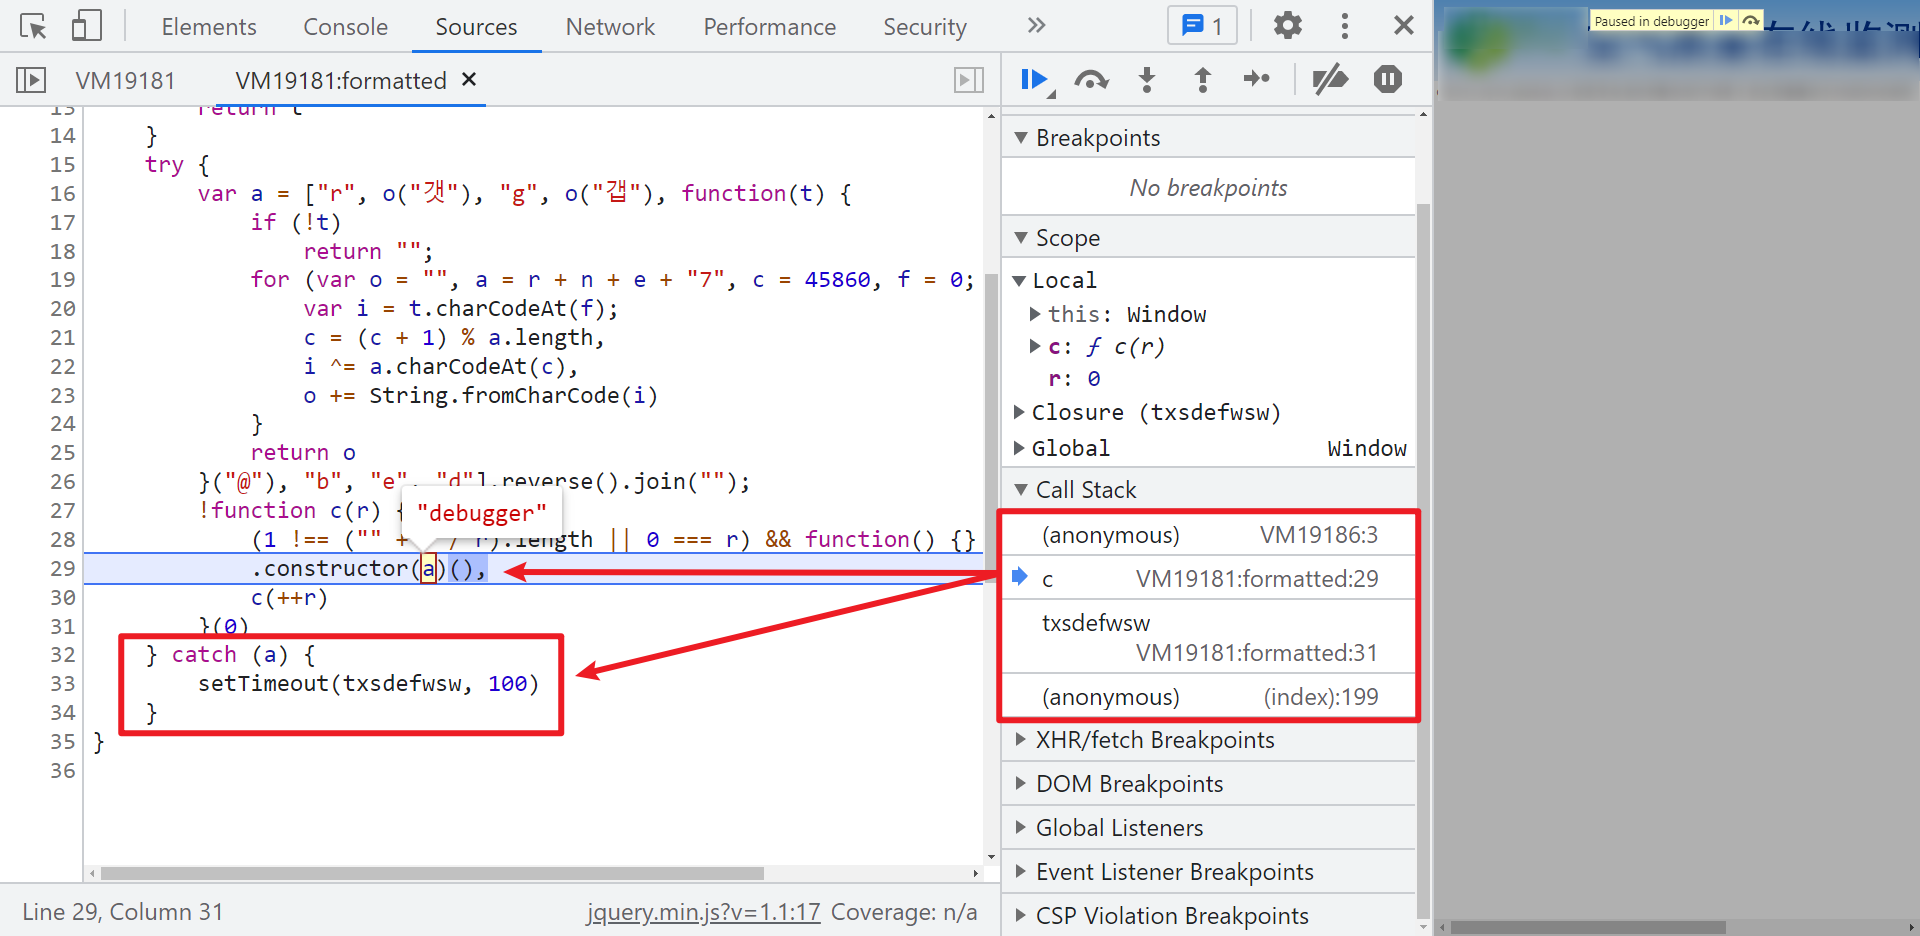 Elements Console Sources Network Performance Security 1
VM19181 VM19181:formatted
13 return t
14 }
15 try {
16 var a = ["r", o("갯"), "g", o("갭"), function(t) {
17 if (!t)
18 return "";
19 for (var o = "", a = r + n + e + "7", c = 45860, f = 0;
20 var i = t.charCodeAt(f);
21 c = (c + 1) % a.length,
22 i ^= a.charCodeAt(c),
23 o += String.fromCharCode(i)
24 }
25 return o
26 }("@"), "b", "e", "d"].reverse().join("");
27 !function c(r) {
"debugger"
28 (1 !== ("" + / r).length || 0 === r) && function() {}
29 .constructor(a)(),
30 c(++r)
31 }(0)
32 } catch (a) {
33 setTimeout(txsdefwsw, 100)
34 }
35 }
36
Line 29, Column 31 jquery.min.js?v=1.1:17 Coverage: n/a
Breakpoints
No breakpoints
Scope
Local
this: Window
c: ƒ c(r)
r: 0
Closure (txsdefwsw)
Global Window
Call Stack
(anonymous) VM19186:3
c VM19181:formatted:29
txsdefwsw
VM19181:formatted:31
(anonymous) (index):199
XHR/fetch Breakpoints
DOM Breakpoints
Global Listeners
Event Listener Breakpoints
CSP Violation Breakpoints
Paused in debugger
在线监测